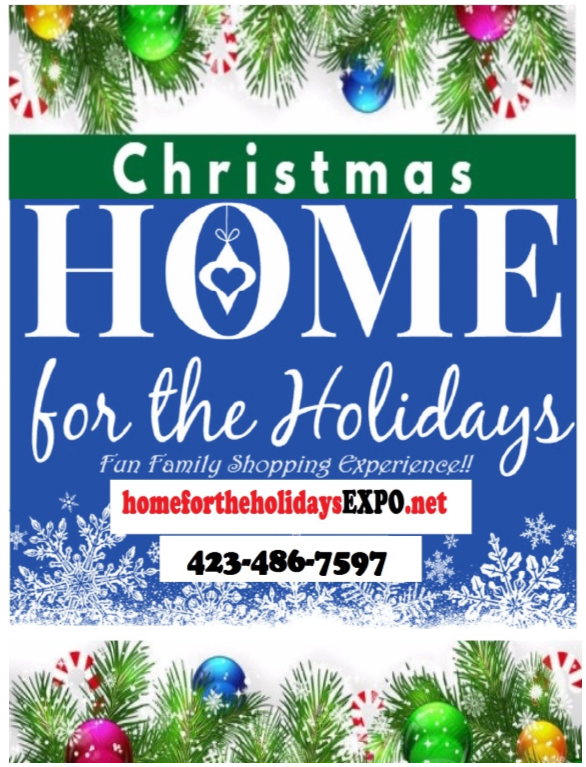 Christmas
HOME
for the Holidays
Fun Family Shopping Experience!!
homefortheholidaysEXPO.net
423-486-7597